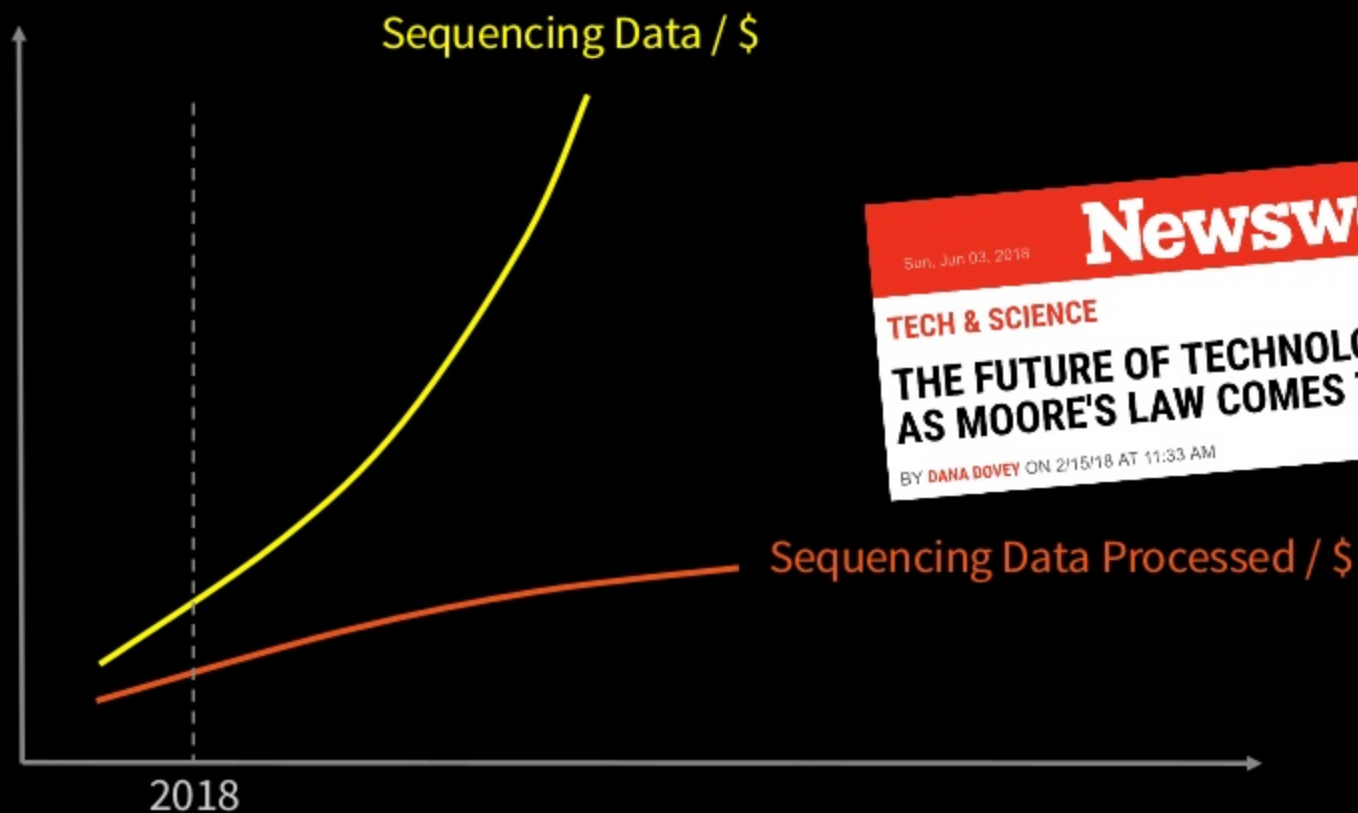 Sequencing Data / $
Newsw
Sun, Jun 03, 2018
TECH & SCIENCE
THE FUTURE OF TECHNOLO
AS MOORE'S LAW COMES
BY DANA DOVEY ON 2/15/18 AT 11:33 AM
Sequencing Data Processed / $
2018